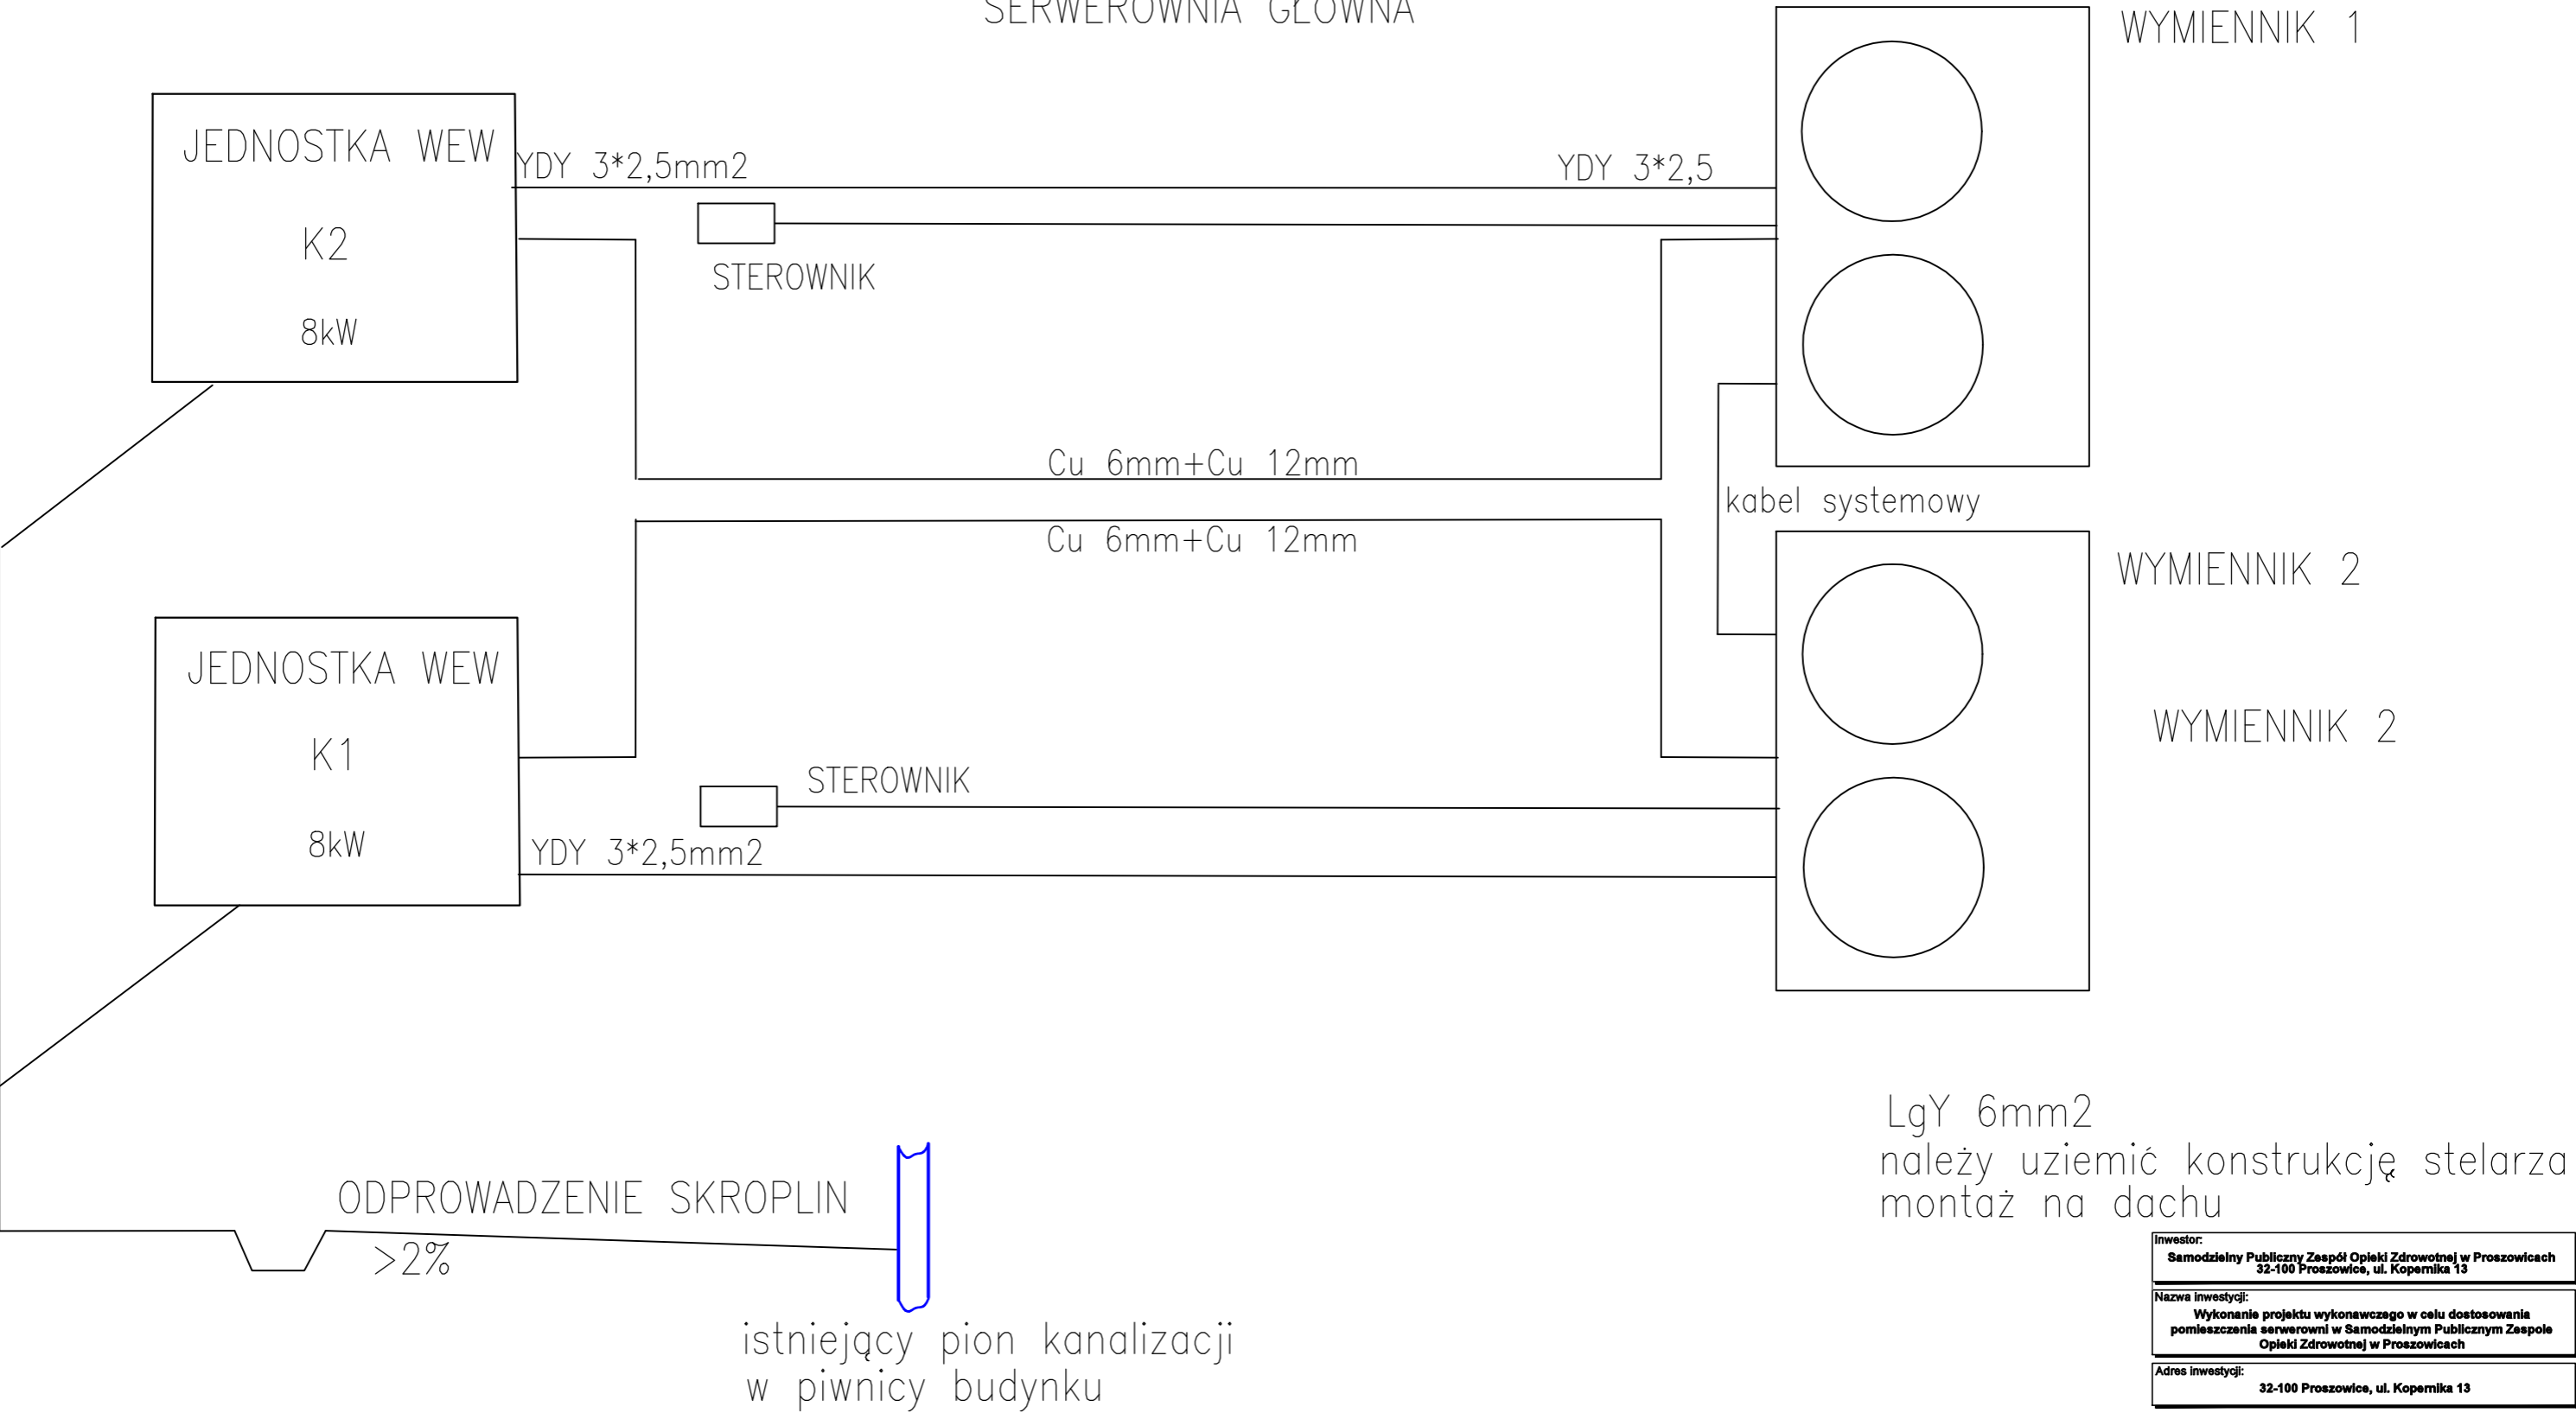 SERWEROWNIA GŁÓWNA
WYMIENNIK 1
JEDNOSTKA WEW
K2
8kW
YDY 3*2,5mm2
YDY 3*2,5
STEROWNIK
Cu 6mm+Cu 12mm
kabel systemowy
Cu 6mm+Cu 12mm
WYMIENNIK 2
JEDNOSTKA WEW
K1
8kW
WYMIENNIK 2
STEROWNIK
YDY 3*2,5mm2
LgY 6mm2
należy uziemić konstrukcję stelarza
montaż na dachu
ODPROWADZENIE SKROPLIN
>2%
istniejący pion kanalizacji
w piwnicy budynku
Inwestor:
Samodzielny Publiczny Zespół Opieki Zdrowotnej w Proszowicach
32-100 Proszowice, ul. Kopernika 13
Nazwa inwestycji:
Wykonanie projektu wykonawczego w celu dostosowania
pomieszczenia serwerowni w Samodzielnym Publicznym Zespole
Opieki Zdrowotnej w Proszowicach
Adres inwestycji:
32-100 Proszowice, ul. Kopernika 13